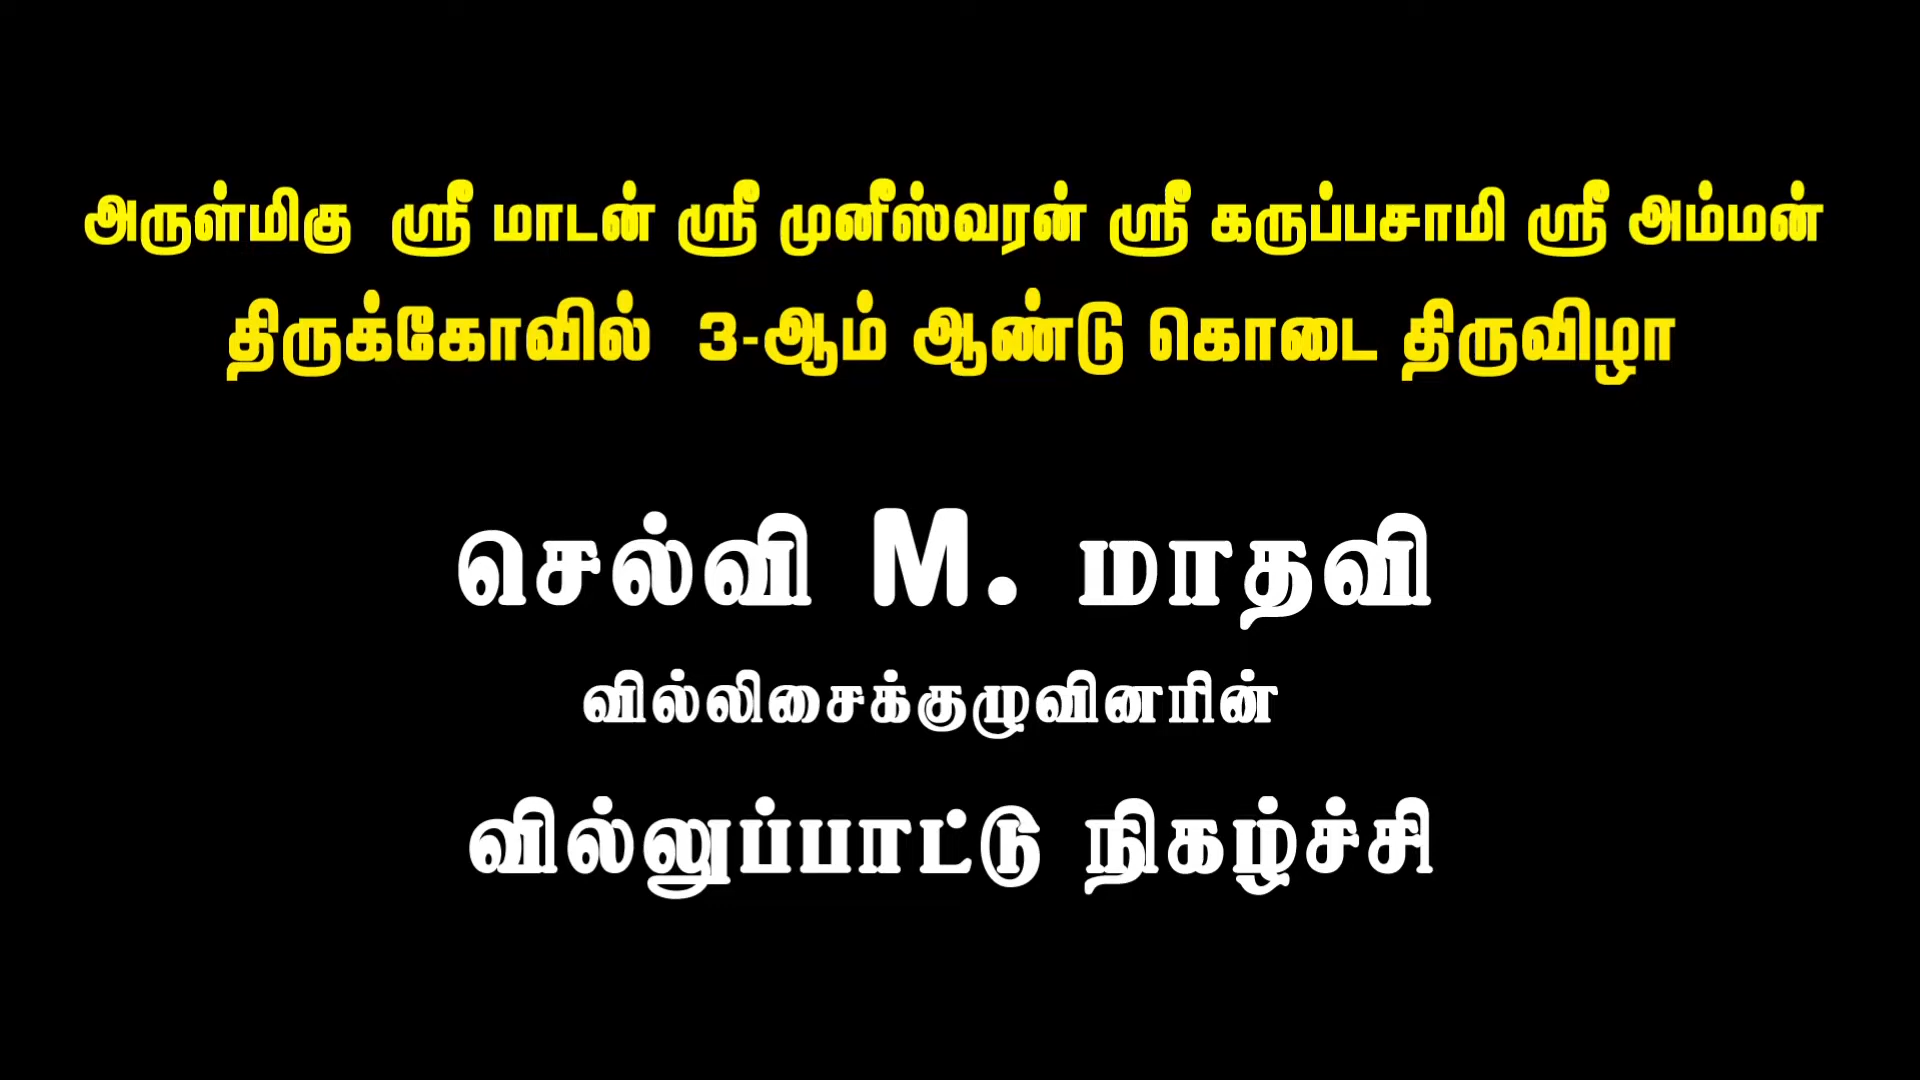 அருள்மிகு ஸ்ரீ மாடன் ஸ்ரீ முனீஸ்வரன் ஸ்ரீ கருப்பசாமி ஸ்ரீ அம்மன்
திருக்கோவில் 3-ஆம் ஆண்டு கொடை திருவிழா
செல்வி M. மாதவி
வில்லிசைக்குழுவினரின்
வில்லுப்பாட்டு நிகழ்ச்சி